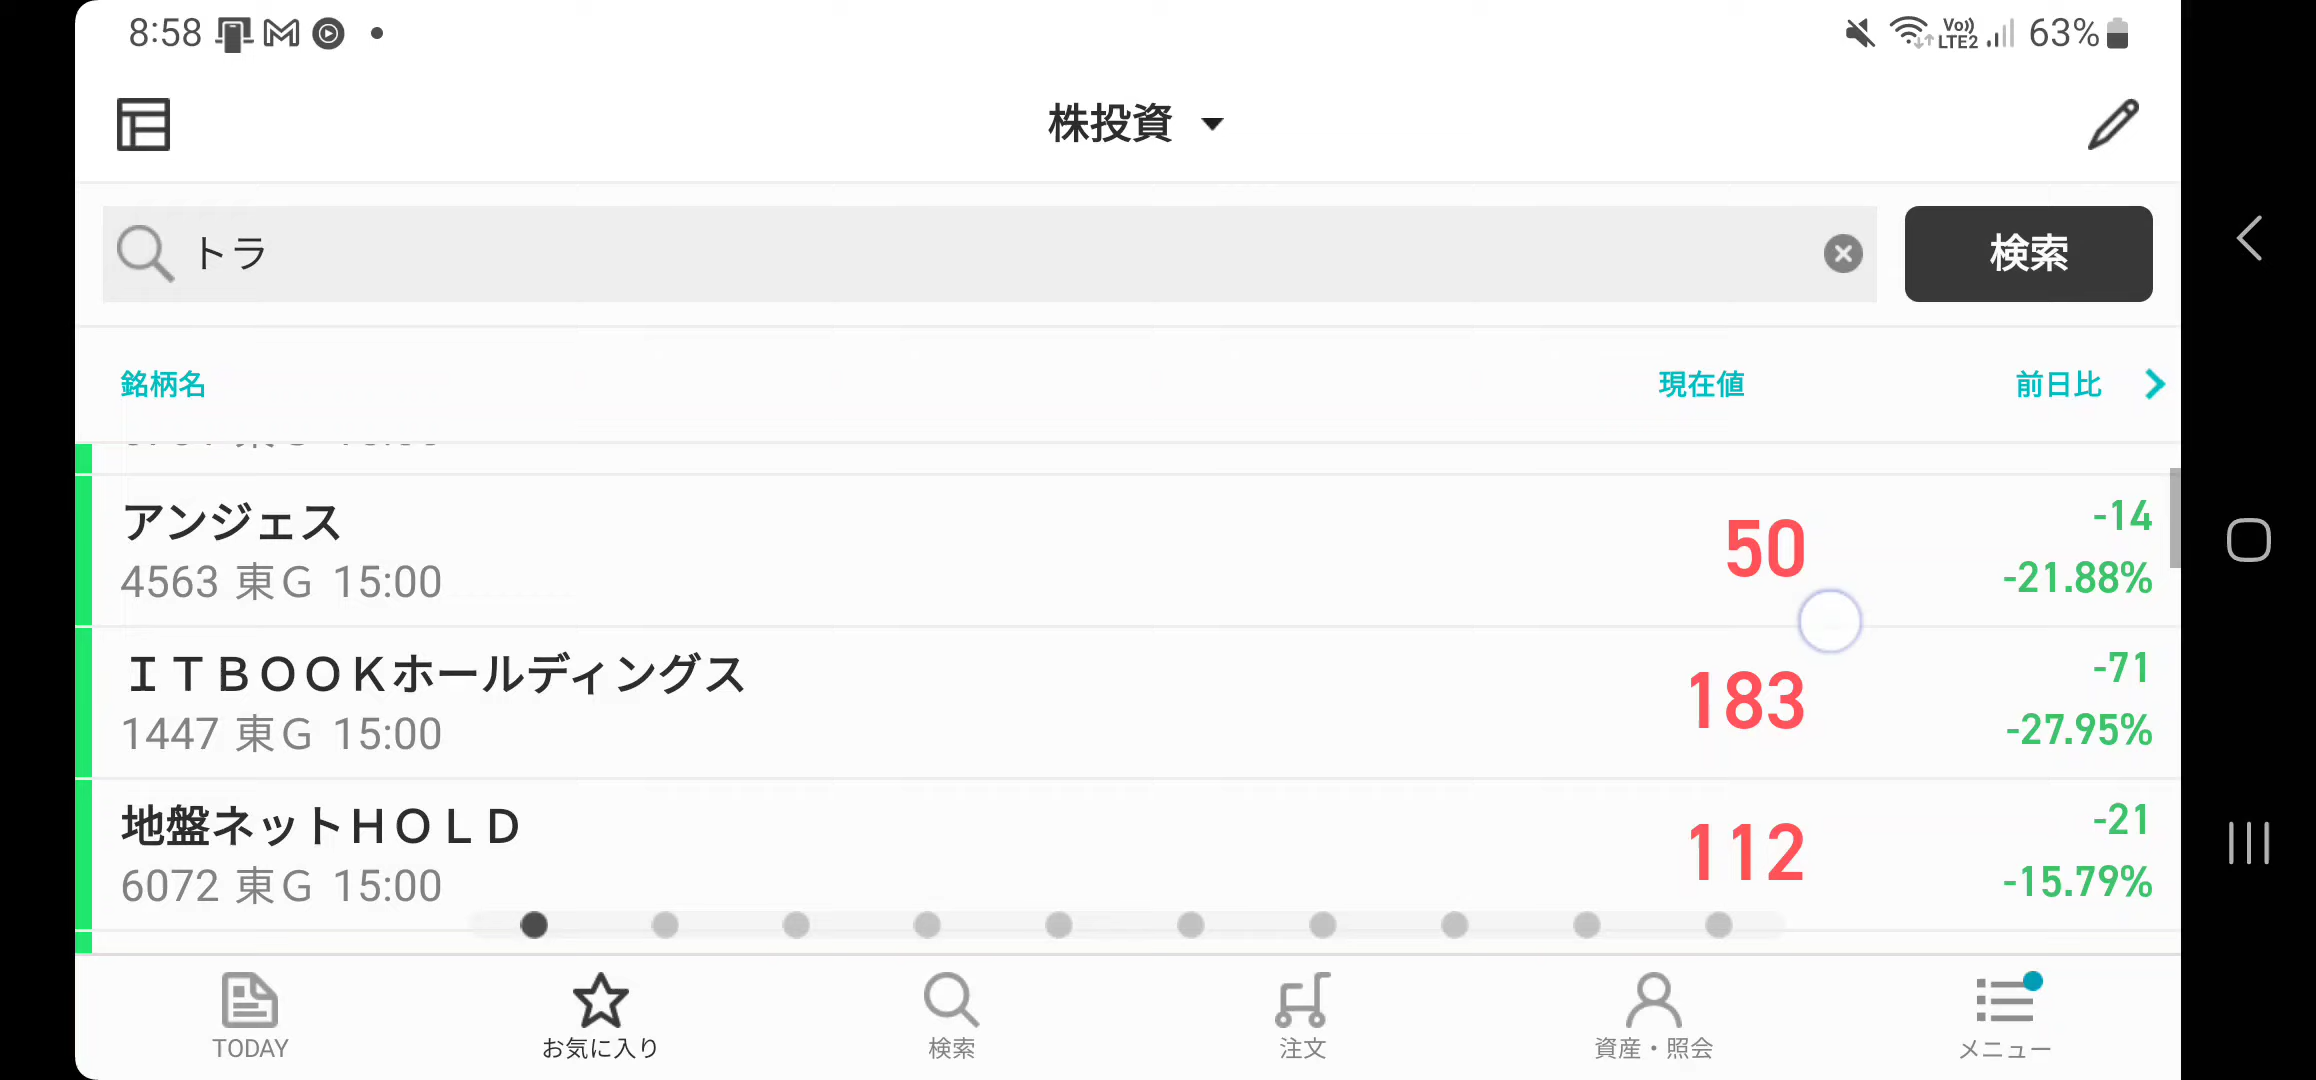 8:58 Vo)) LTE2 63%
株投資
トラ 検索
銘柄名 現在値 前日比
アンジェス 50 -14
4563 東G 15:00 -21.88%
ITBOOKホールディングス 183 -71
1447 東G 15:00 -27.95%
地盤ネットHOLD 112 -21
6072 東G 15:00 -15.79%
TODAY お気に入り 検索 注文 資産・照会 メニュー